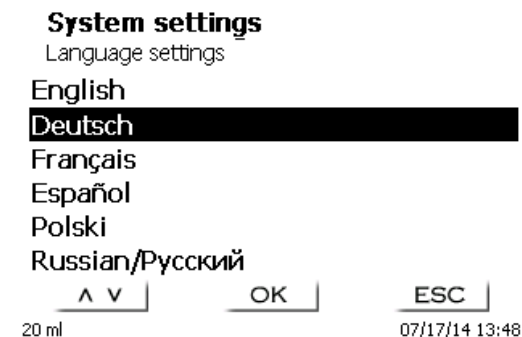 System settings
Language settings
English
Deutsch
Français
Español
Polski
Russian/Русский
∧ ∨ OK ESC
20 ml 07/17/14 13:48